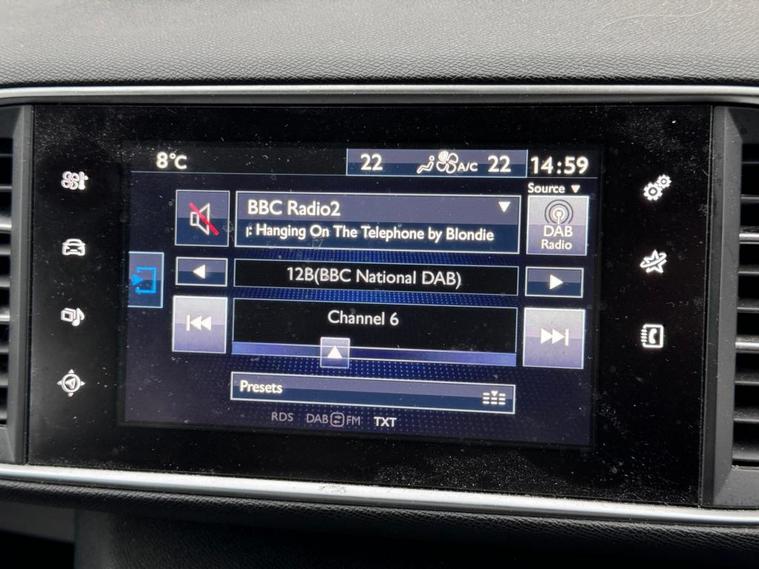 8°C 22 A/C 22 14:59
Source
BBC Radio2
: Hanging On The Telephone by Blondie
DAB
Radio
12B(BBC National DAB)
Channel 6
Presets
RDS DAB FM TXT